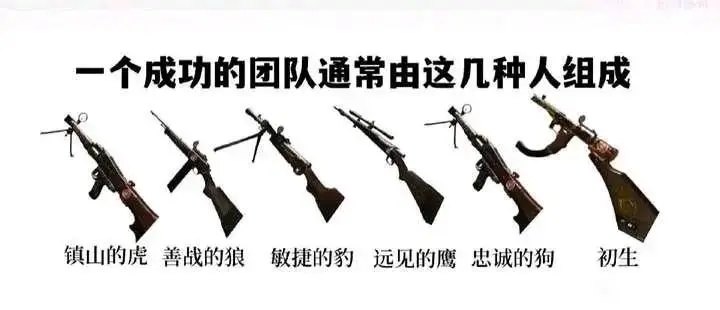 一个成功的团队通常由这几种人组成
镇山的虎 善战的狼 敏捷的豹 远见的鹰 忠诚的狗 初生